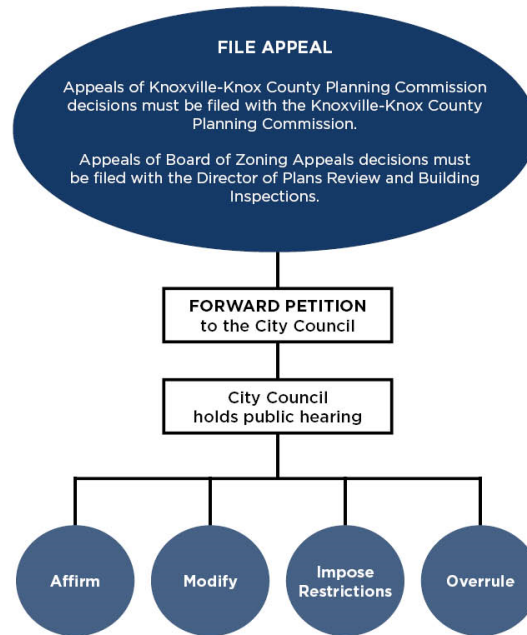 FILE APPEAL
Appeals of Knoxville-Knox County Planning Commission
decisions must be filed with the Knoxville-Knox County
Planning Commission.
Appeals of Board of Zoning Appeals decisions must
be filed with the Director of Plans Review and Building
Inspections.
FORWARD PETITION
to the City Council
City Council
holds public hearing
Affirm
Modify
Impose
Restrictions
Overrule